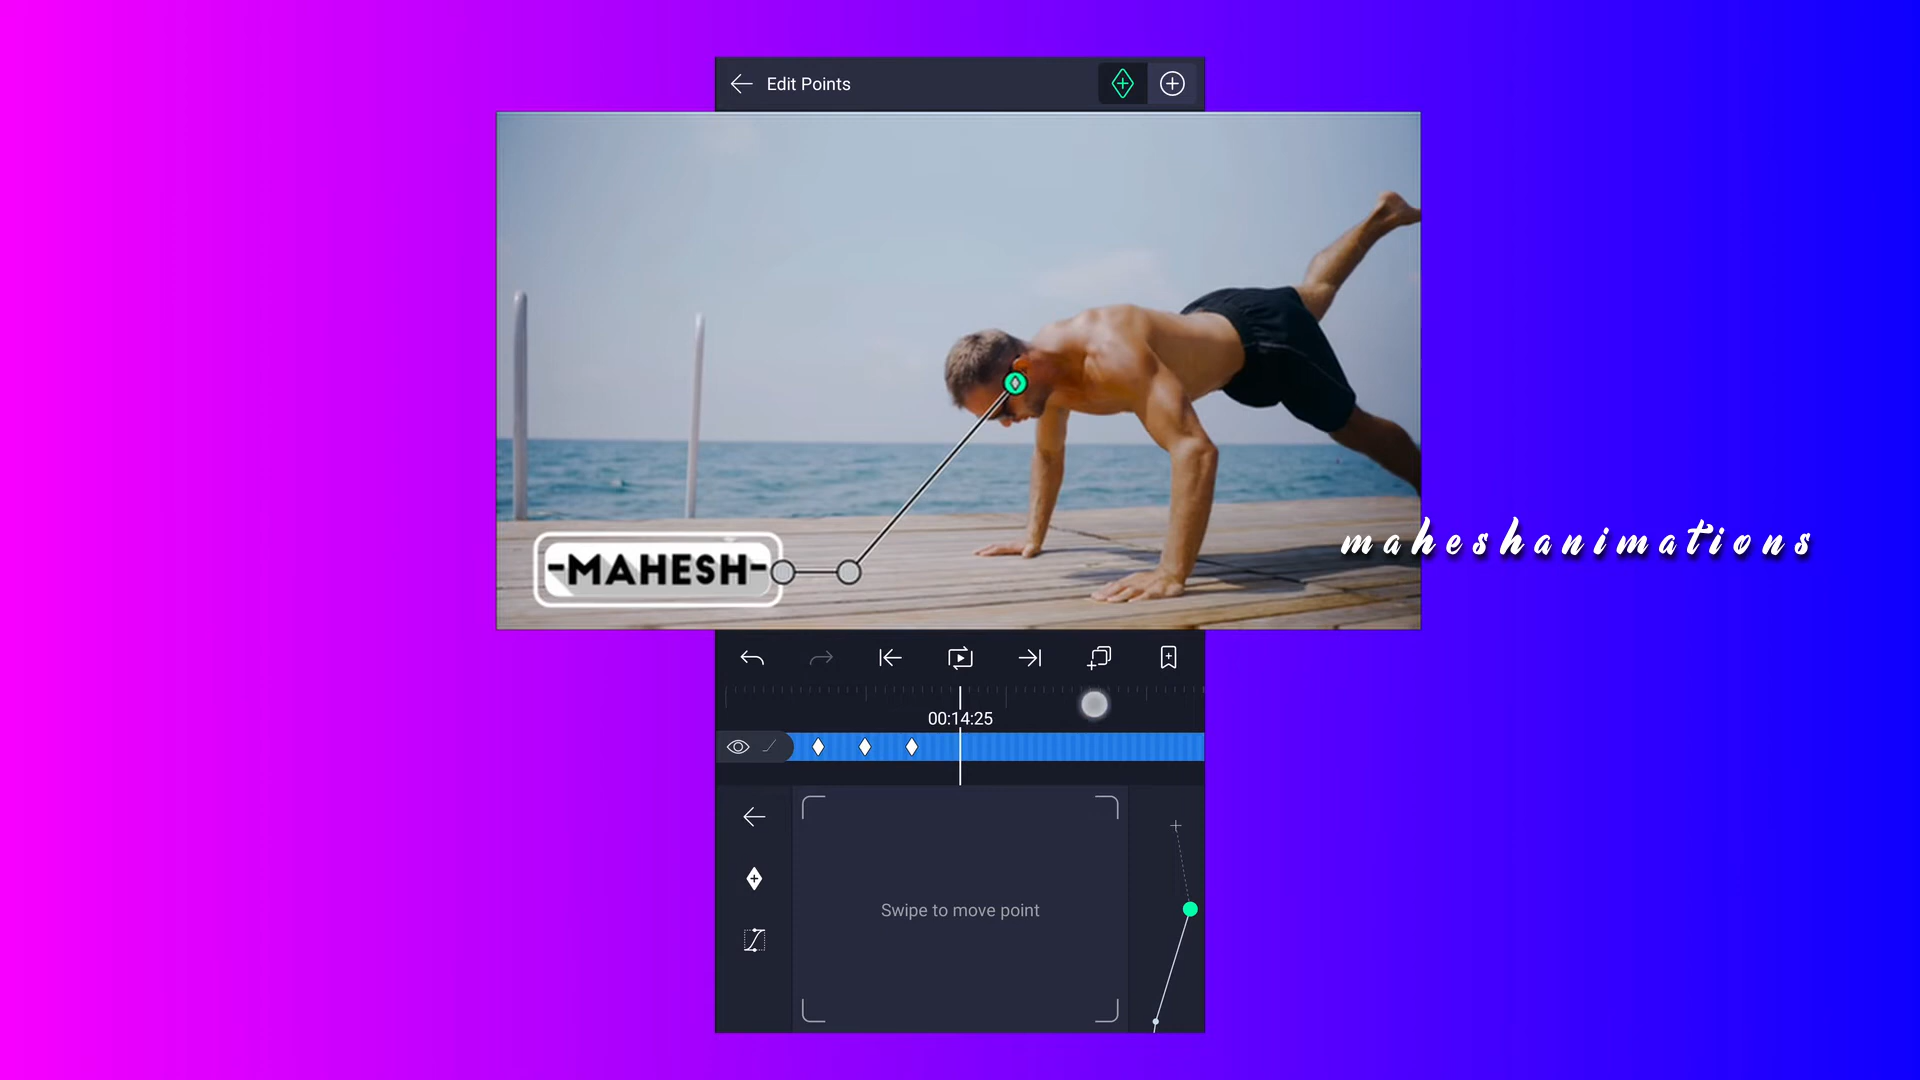 Edit Points
-MAHESH-
maheshanimations
00:14:25
Swipe to move point